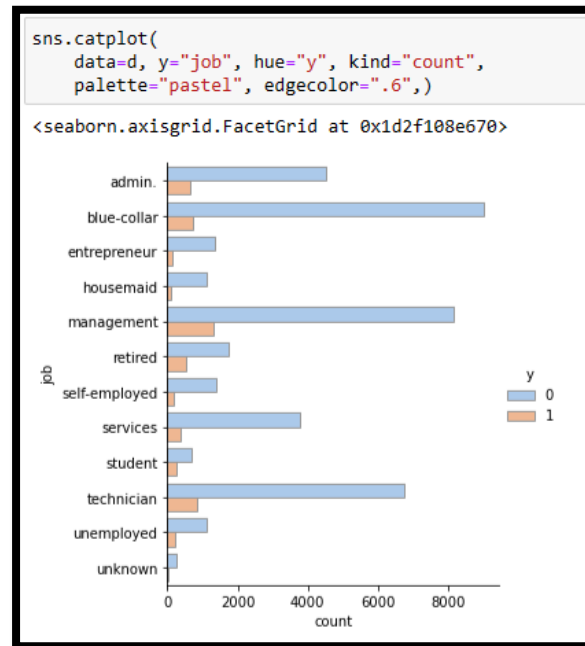 sns.catplot(
    data=d, y="job", hue="y", kind="count",
    palette="pastel", edgecolor=".6",)
<seaborn.axisgrid.FacetGrid at 0x1d2f108e670>
admin.
blue-collar
entrepreneur
housemaid
management
retired
self-employed
services
student
technician
unemployed
unknown
job
0 2000 4000 6000 8000
count
y
0
1